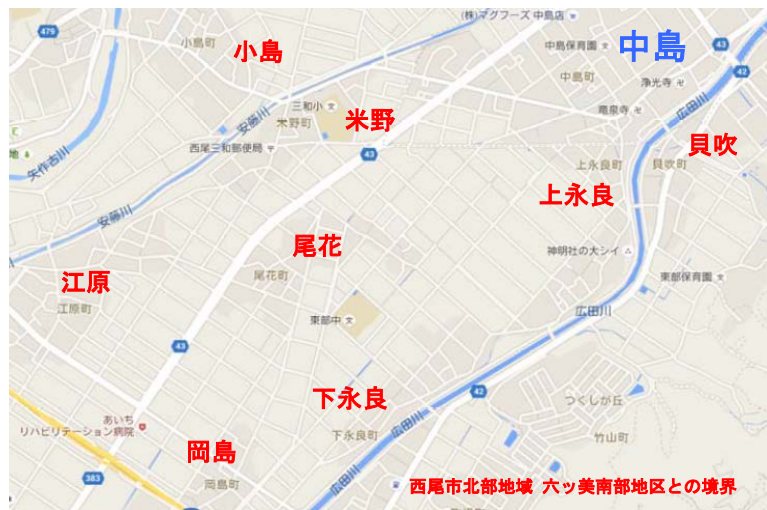 (株)マグフーズ 中島店
479
小島町
小島
中島保育園
中島
43
42
中島町
浄光寺
三和小
米野町
安藤川
米野
竜泉寺
広田川
西尾三和郵便局
43
貝吹
地
矢作古川
上永良町
貝吹町
上永良
安藤川
尾花
神明社の大シイ
江原
尾花町
東部保育園
江原町
東部中
広田川
43
下永良
42
つくしが丘
あいち
リハビリテーション病院
下永良町
広田川
竹山町
岡島
383
岡島町
広田川
西尾市北部地域 六ッ美南部地区との境界